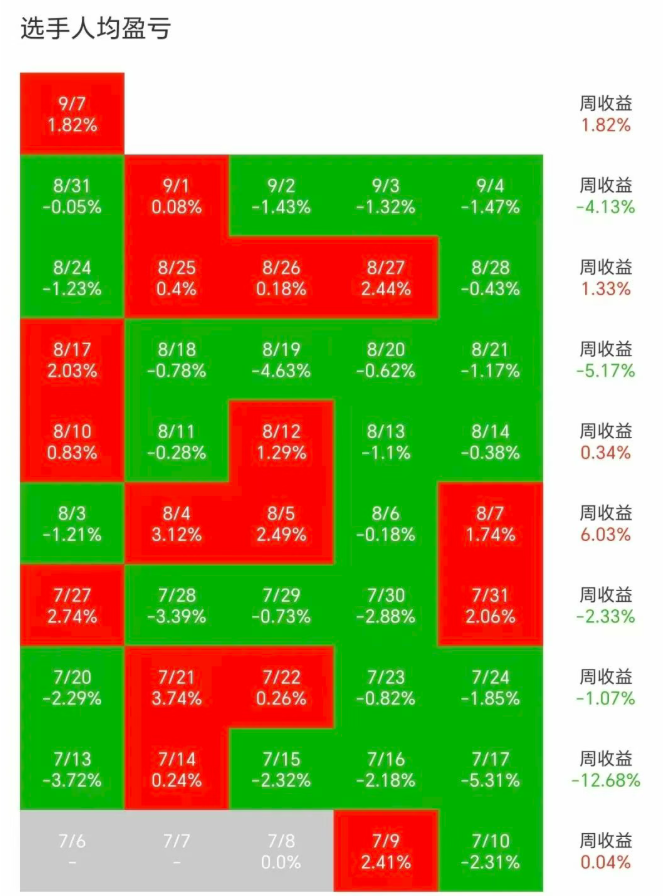 选手人均盈亏
9/7 周收益
1.82% 1.82%
8/31 9/1 9/2 9/3 9/4 周收益
-0.05% 0.08% -1.43% -1.32% -1.47% -4.13%
8/24 8/25 8/26 8/27 8/28 周收益
-1.23% 0.4% 0.18% 2.44% -0.43% 1.33%
8/17 8/18 8/19 8/20 8/21 周收益
2.03% -0.78% -4.63% -0.62% -1.17% -5.17%
8/10 8/11 8/12 8/13 8/14 周收益
0.83% -0.28% 1.29% -1.1% -0.38% 0.34%
8/3 8/4 8/5 8/6 8/7 周收益
-1.21% 3.12% 2.49% -0.18% 1.74% 6.03%
7/27 7/28 7/29 7/30 7/31 周收益
2.74% -3.39% -0.73% -2.88% 2.06% -2.33%
7/20 7/21 7/22 7/23 7/24 周收益
-2.29% 3.74% 0.26% -0.82% -1.85% -1.07%
7/13 7/14 7/15 7/16 7/17 周收益
-3.72% 0.24% -2.32% -2.18% -5.31% -12.68%
7/6 7/7 7/8 7/9 7/10 周收益
- - 0.0% 2.41% -2.31% 0.04%